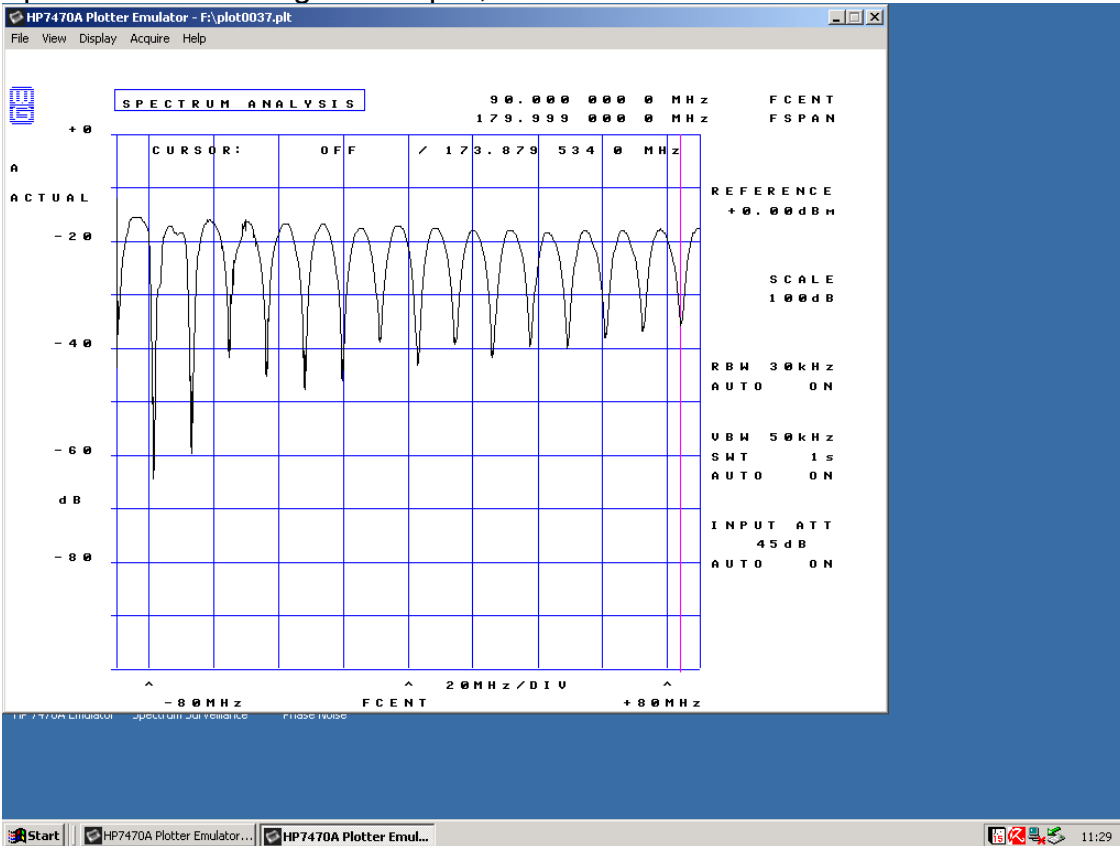 HP7470A Plotter Emulator - F:\plot0037.plt
File View Display Acquire Help
SPECTRUM ANALYSIS
90.000 000 0 MHz FCENT
179.999 000 0 MHz FSPAN
+0
CURSOR: OFF / 173.879 534 0 MHz
A
ACTUAL
REFERENCE
+0.00dBm
-20
SCALE
100dB
-40
RBW 30kHz
AUTO ON
VBW 50kHz
-60
SWT 1s
AUTO ON
dB
INPUT ATT
45dB
-80
AUTO ON
^ ^ 20MHz/DIV ^
-80MHz FCENT +80MHz
HP 7470A Emulator Spectrum Surveillance Phase Noise
Start HP7470A Plotter Emulator... HP7470A Plotter Emul... 11:29